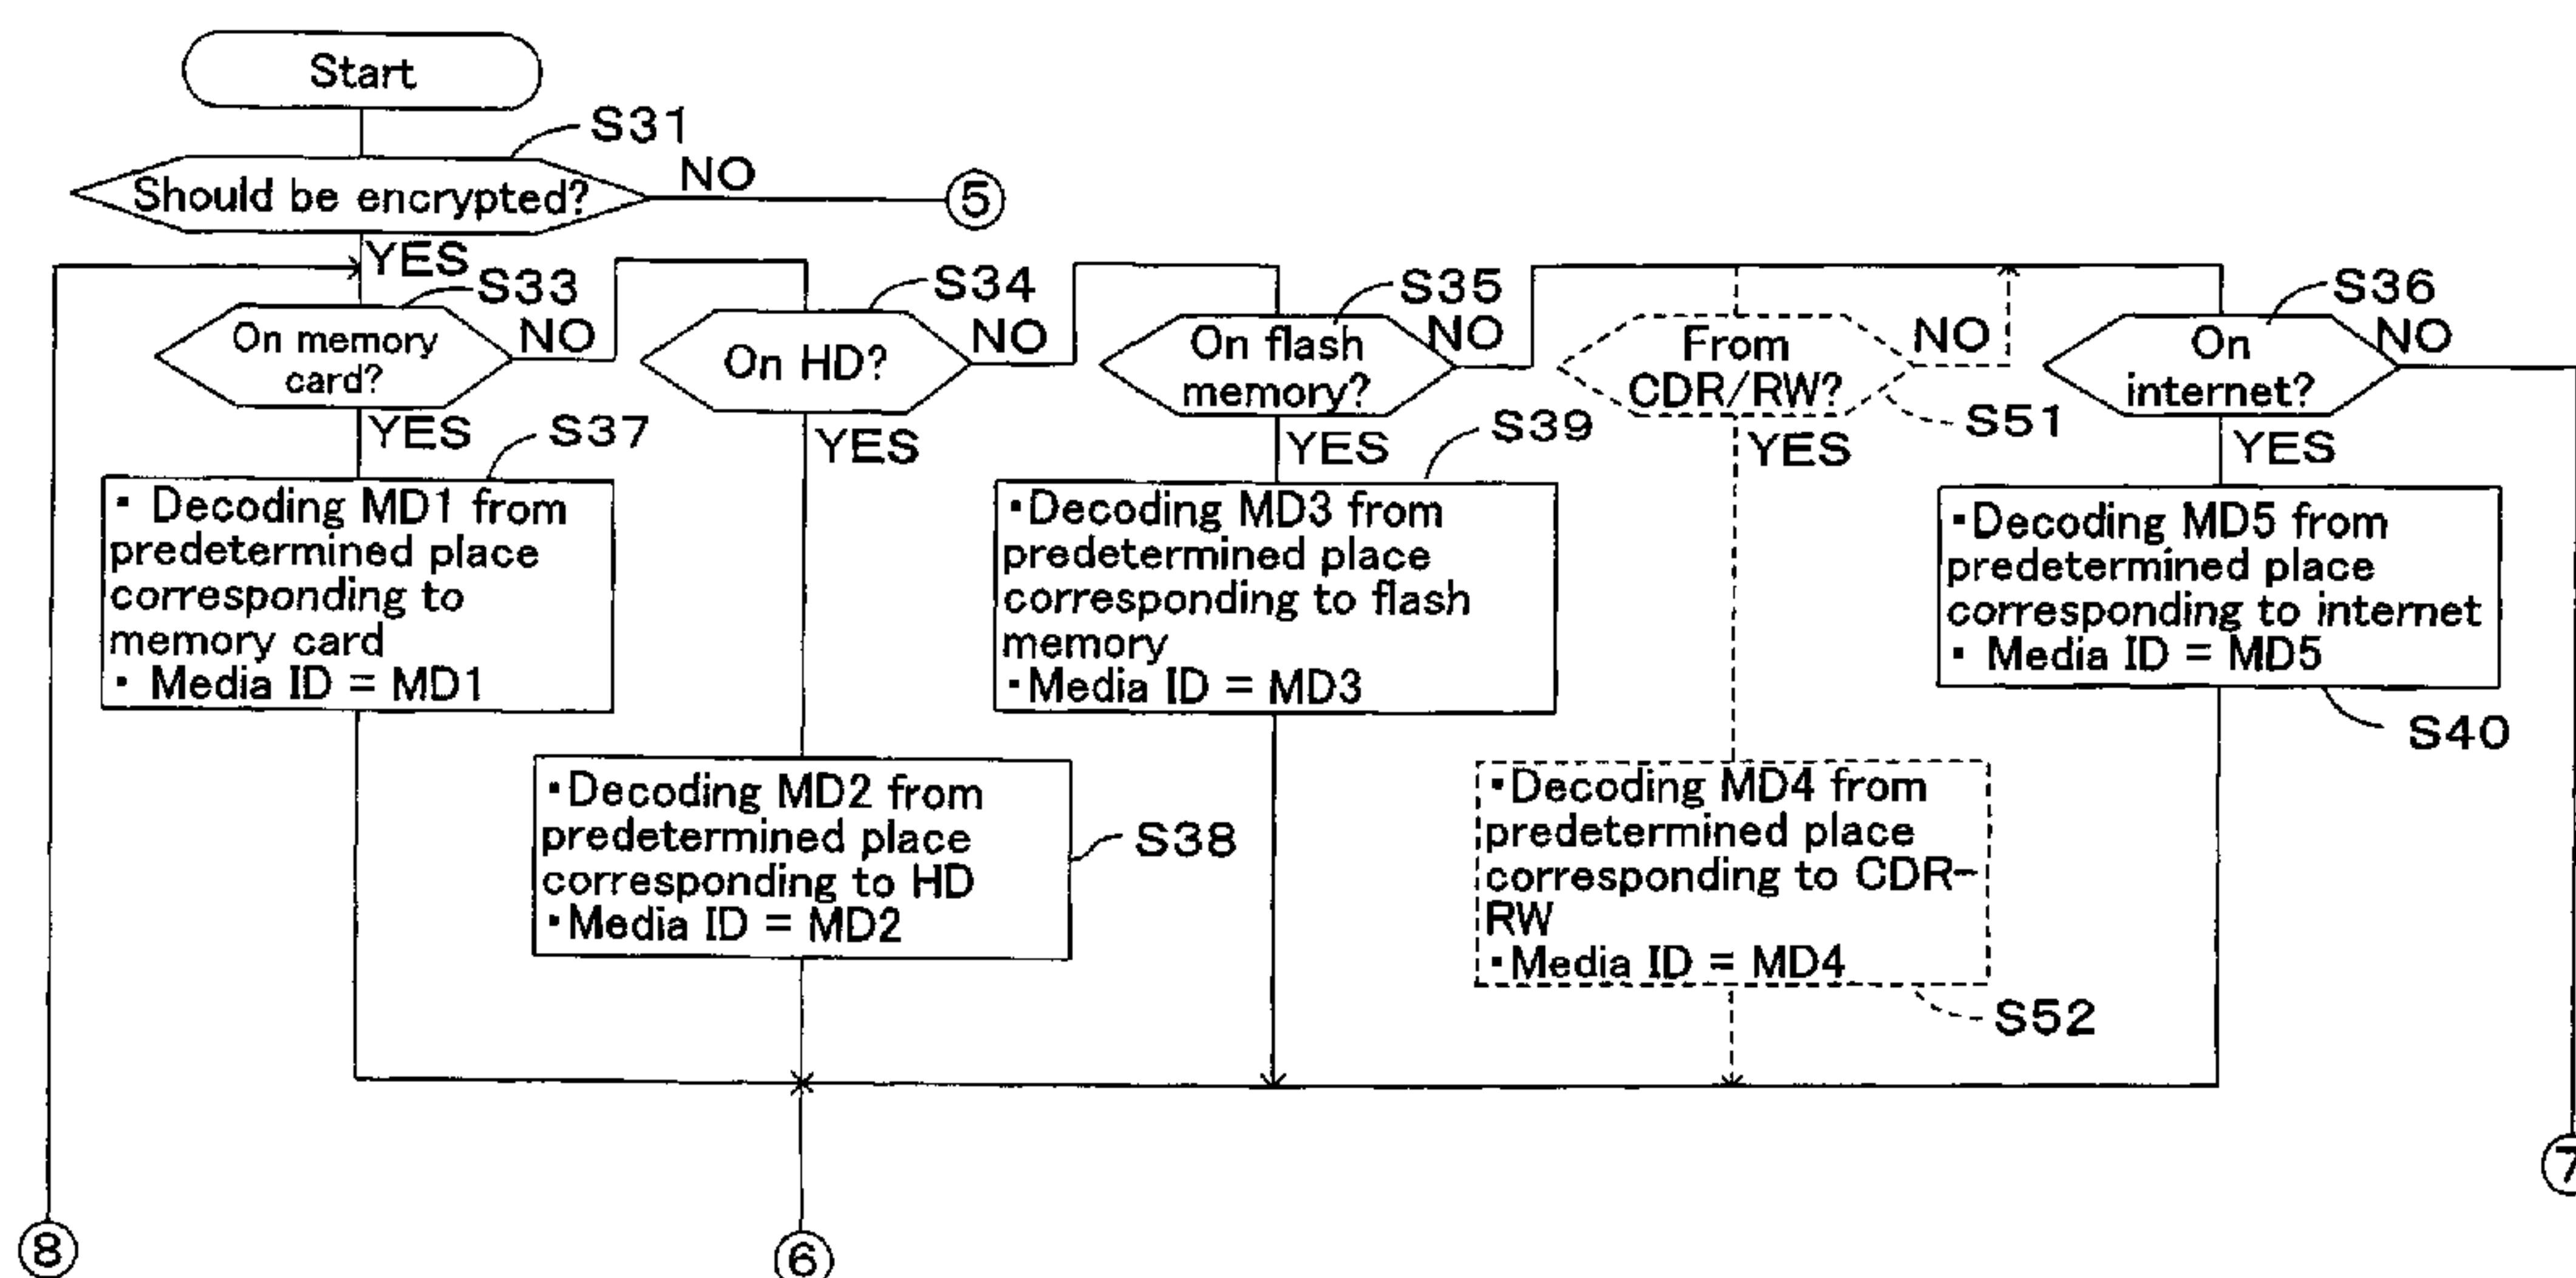 Start
S31
Should be encrypted?
NO
⑤
YES
S33
On memory
card?
NO
S34
On HD?
NO
S35
On flash
memory?
NO
From
CDR/RW?
NO
S51
S36
On
internet?
NO
YES
S37
YES
YES
S39
YES
YES
▪ Decoding MD1 from
predetermined place
corresponding to
memory card
▪ Media ID = MD1
▪Decoding MD3 from
predetermined place
corresponding to flash
memory
▪Media ID = MD3
▪Decoding MD5 from
predetermined place
corresponding to internet
▪ Media ID = MD5
S40
▪Decoding MD2 from
predetermined place
corresponding to HD
▪Media ID = MD2
S38
▪Decoding MD4 from
predetermined place
corresponding to CDR-
RW
▪Media ID = MD4
S52
⑦
⑧
⑥